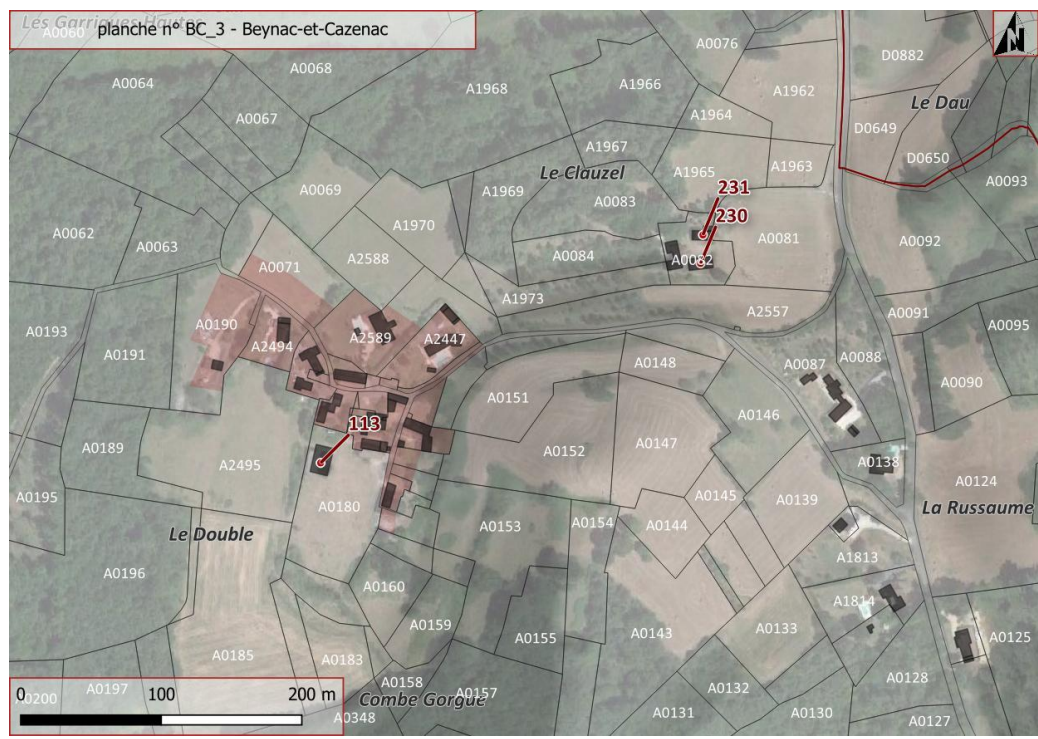 Les Garrigues Hautes
planche n° BC_3 - Beynac-et-Cazenac
N
A0060
A0064
A0068
A0067
A1968
A1966
A0076
A1962
D0882
Le Dau
A1964
D0649
D0650
A1967
A1965
A1963
A0093
Le Clauzel
231
230
A0069
A1969
A0083
A0062
A0063
A1970
A0081
A0092
A2588
A0084
A0082
A0071
A1973
A2557
A0091
A0193
A0190
A0191
A2494
A2589
A2447
A0095
A0148
A0087
A0088
A0090
A0151
A0146
113
A0189
A2495
A0152
A0147
A0138
A0124
A0195
A0180
A0145
A0139
La Russaume
A0153
A0154
A0144
Le Double
A0196
A1813
A0160
A1814
A0159
A0155
A0143
A0133
A0125
A0185
A0183
A0158
A0157
A0132
A0128
A0197
A0200
Combe Gorgue
A0348
A0131
A0130
A0127
0 100 200 m